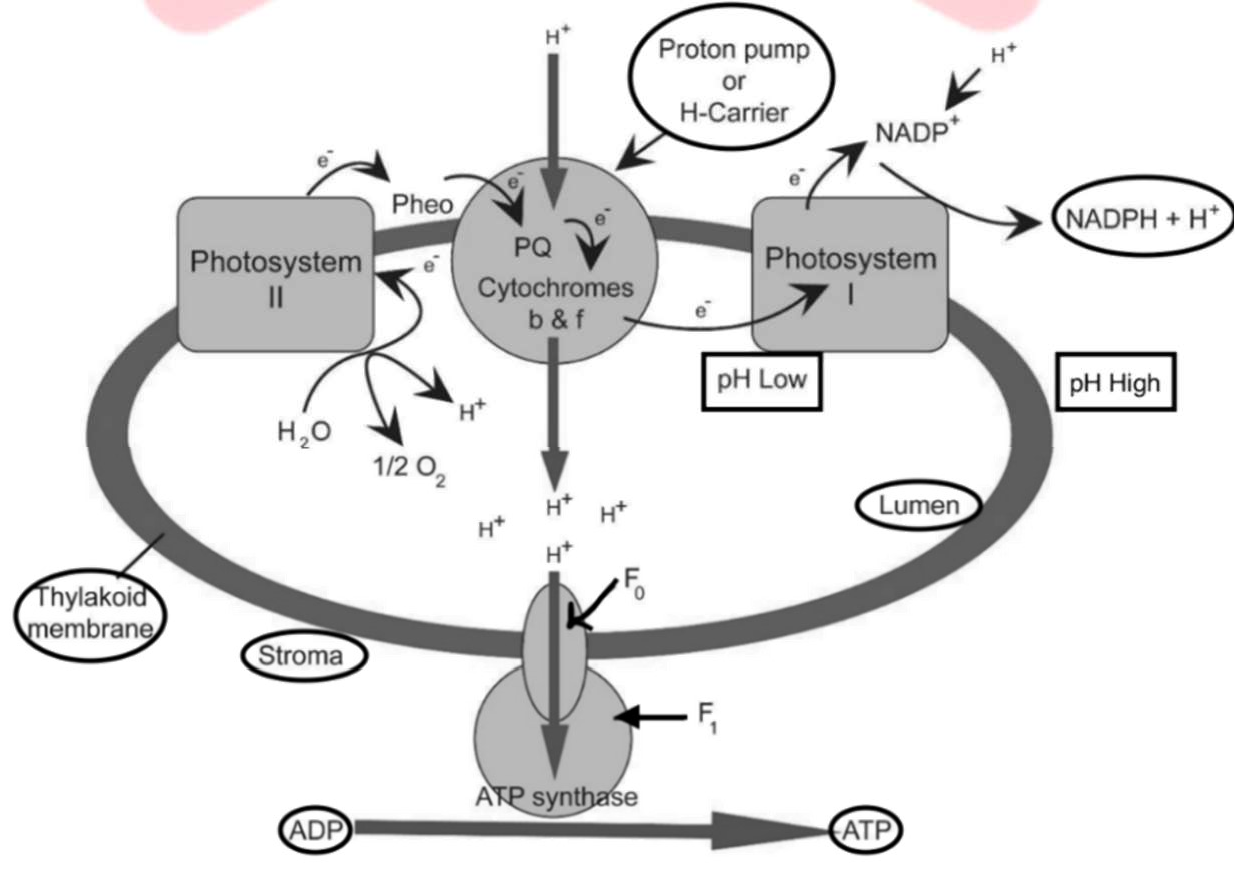 H⁺
Proton pump
or
H-Carrier
H⁺
NADP⁺
e⁻
Pheo
e⁻
e⁻
NADPH + H⁺
Photosystem
II
e⁻
PQ
e⁻
Cytochromes
b & f
e⁻
Photosystem
I
pH Low
pH High
H₂O
H⁺
1/2 O₂
H⁺
H⁺
H⁺
H⁺
Lumen
F₀
Thylakoid
membrane
Stroma
F₁
ATP synthase
ADP
ATP